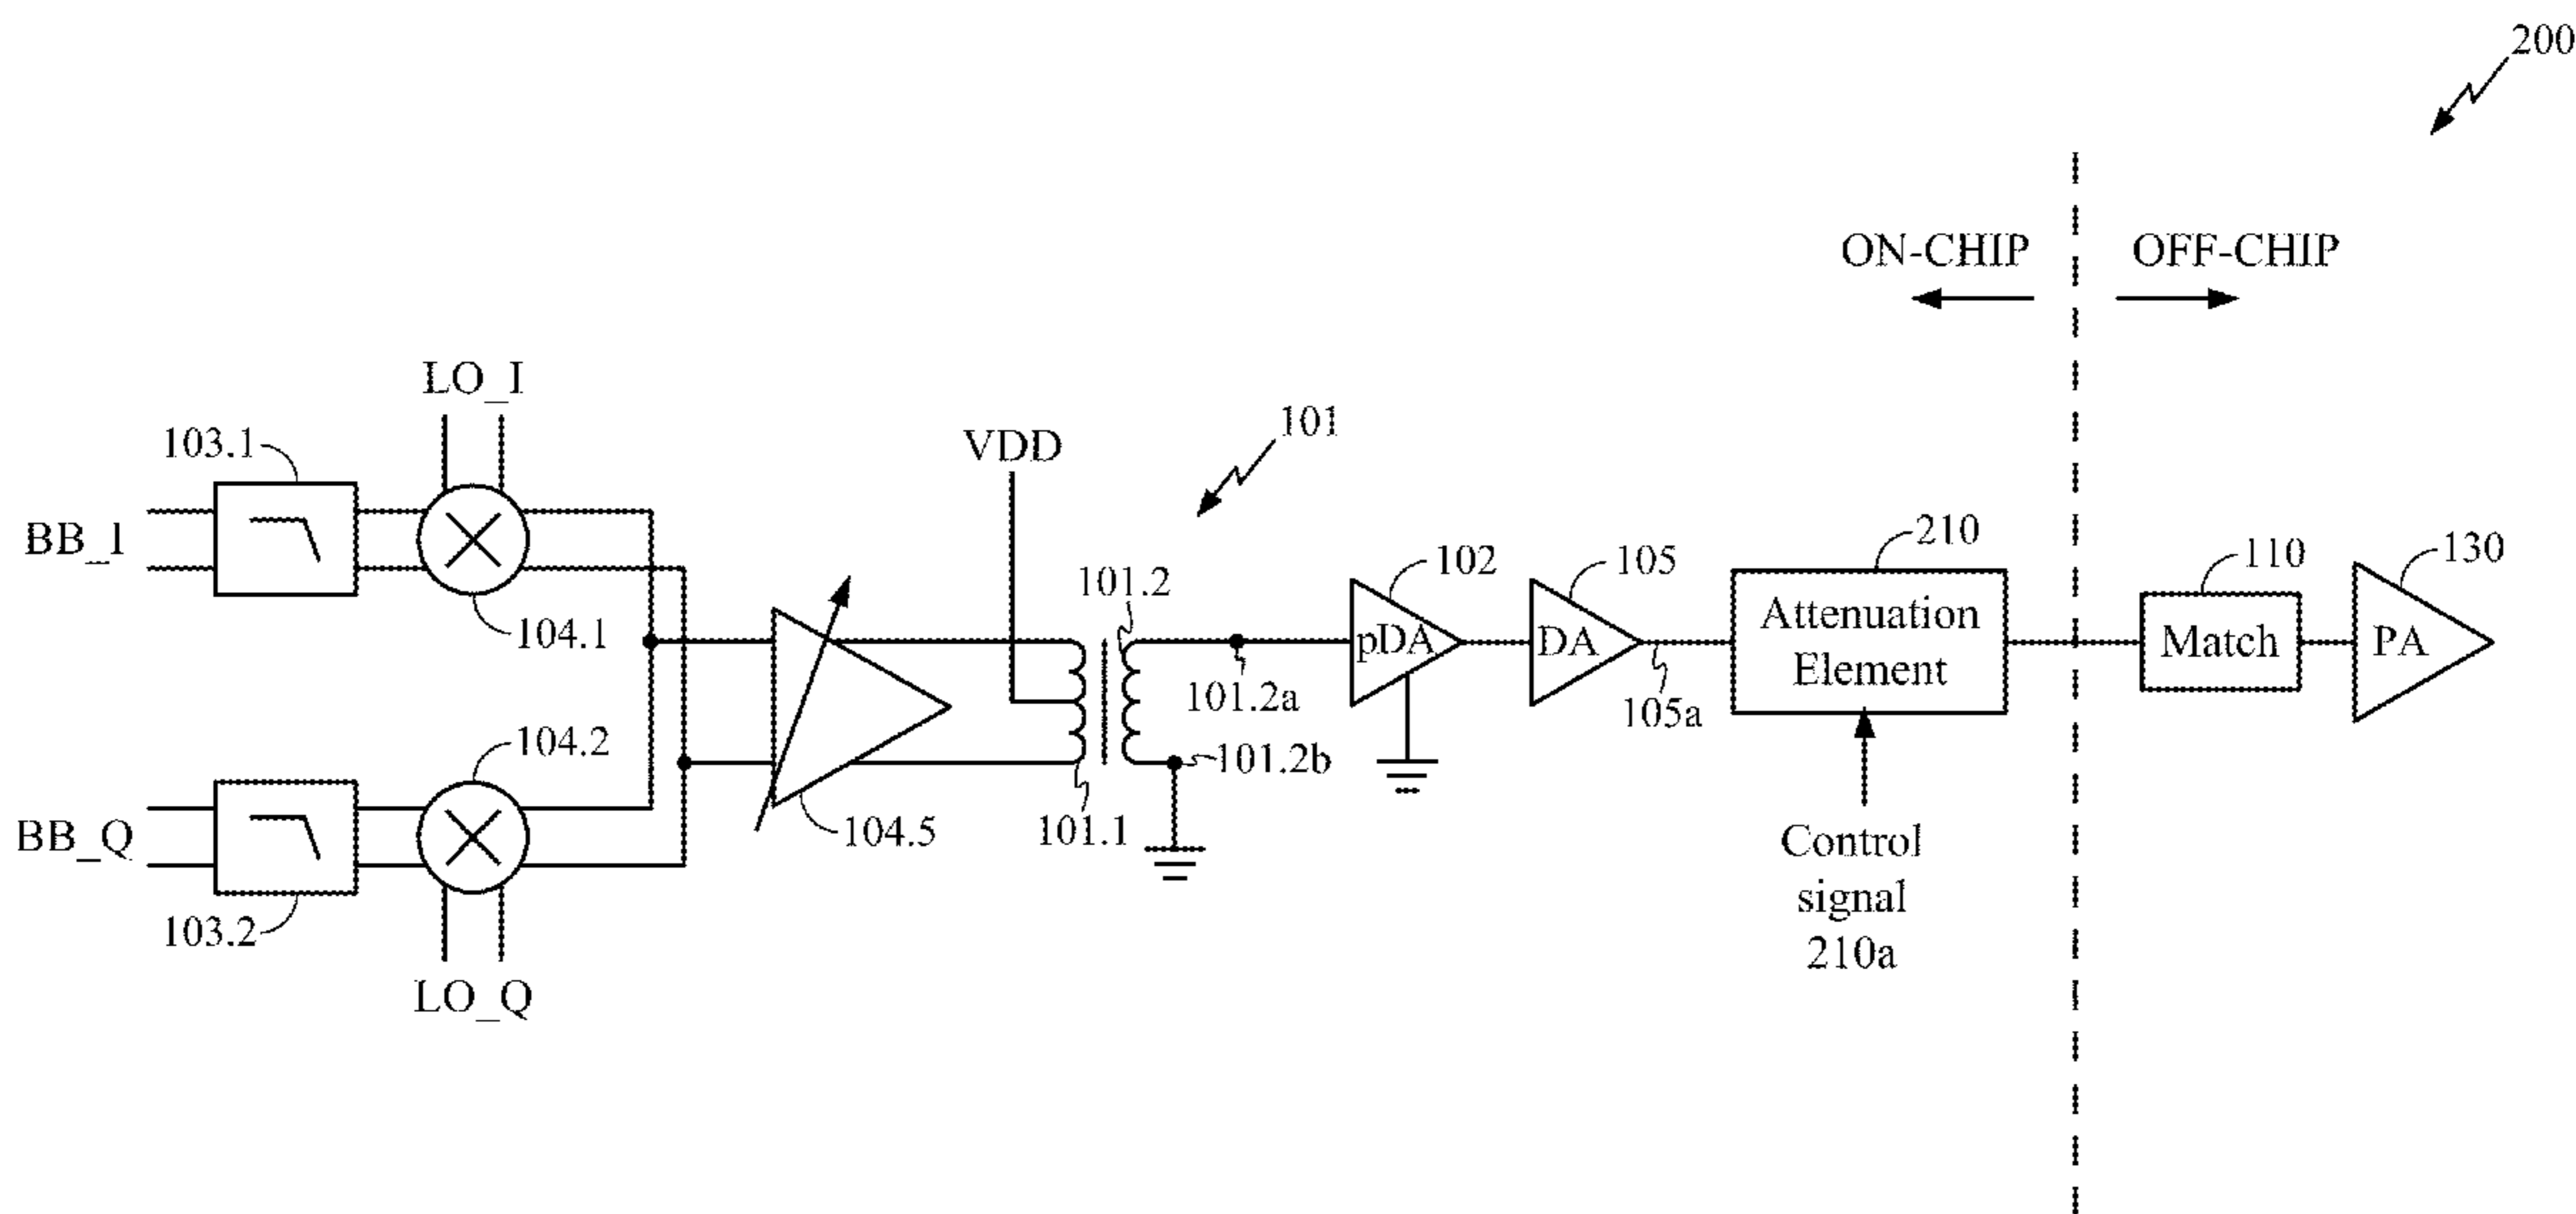 200
ON-CHIP
OFF-CHIP
LO_I
103.1
BB_I
104.1
VDD
101
101.2
101.2a
101.2b
101.1
102
pDA
105
DA
105a
210
Attenuation
Element
110
Match
130
PA
104.2
BB_Q
103.2
LO_Q
104.5
Control
signal
210a